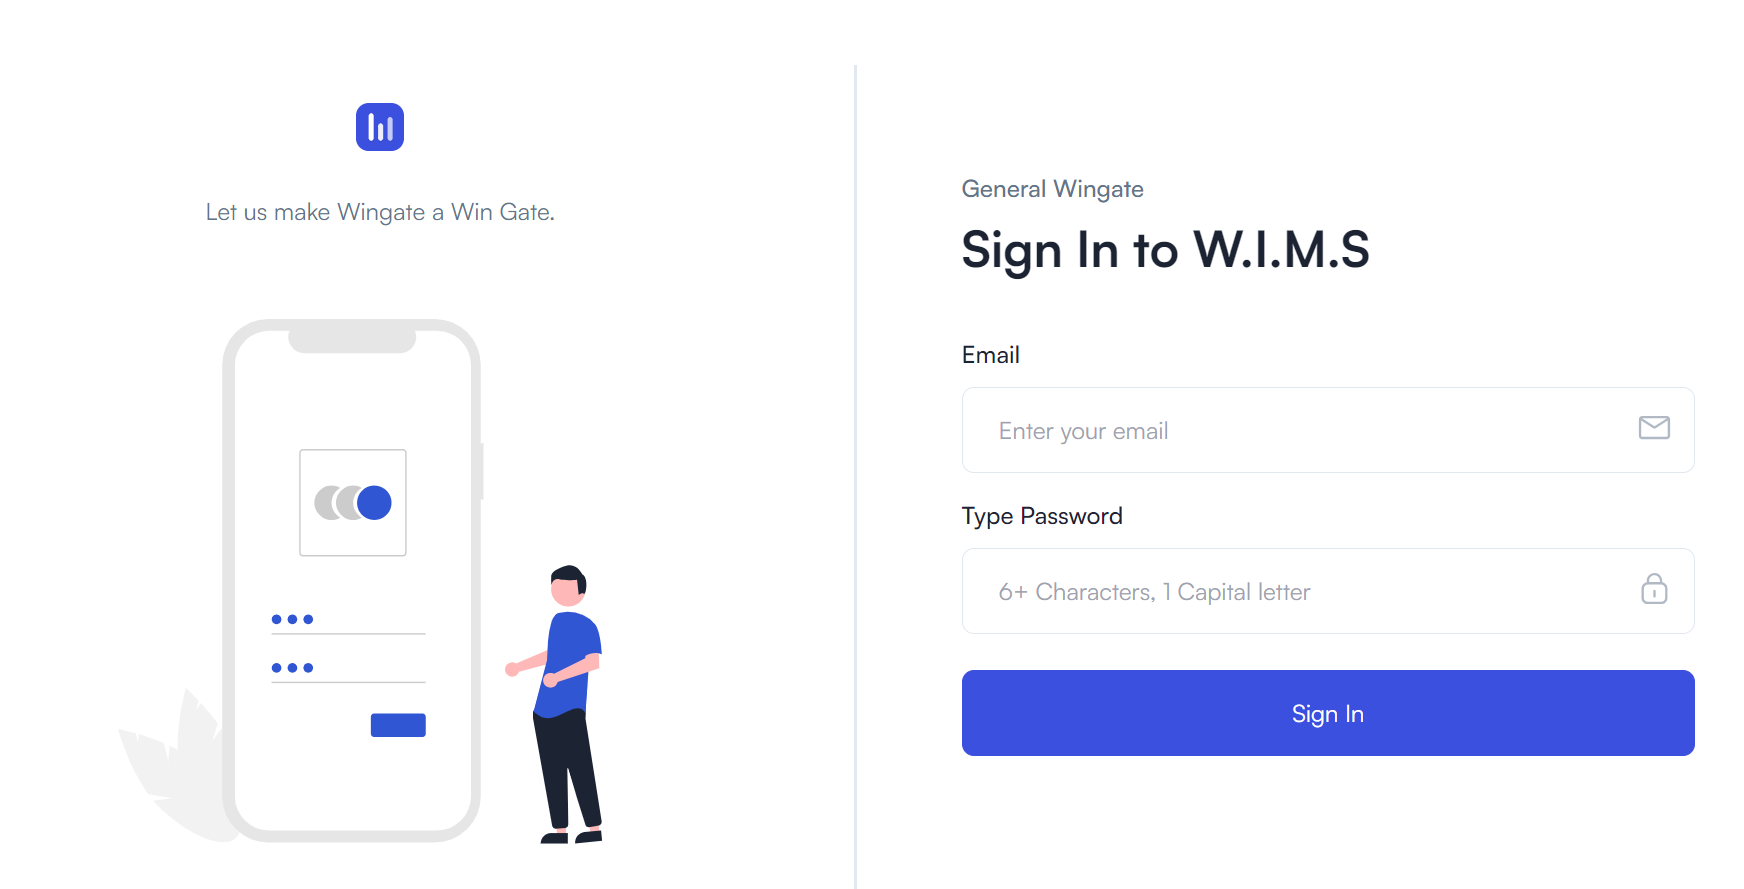 Let us make Wingate a Win Gate.
General Wingate
Sign In to W.I.M.S
Email
Enter your email
Type Password
6+ Characters, 1 Capital letter
Sign In